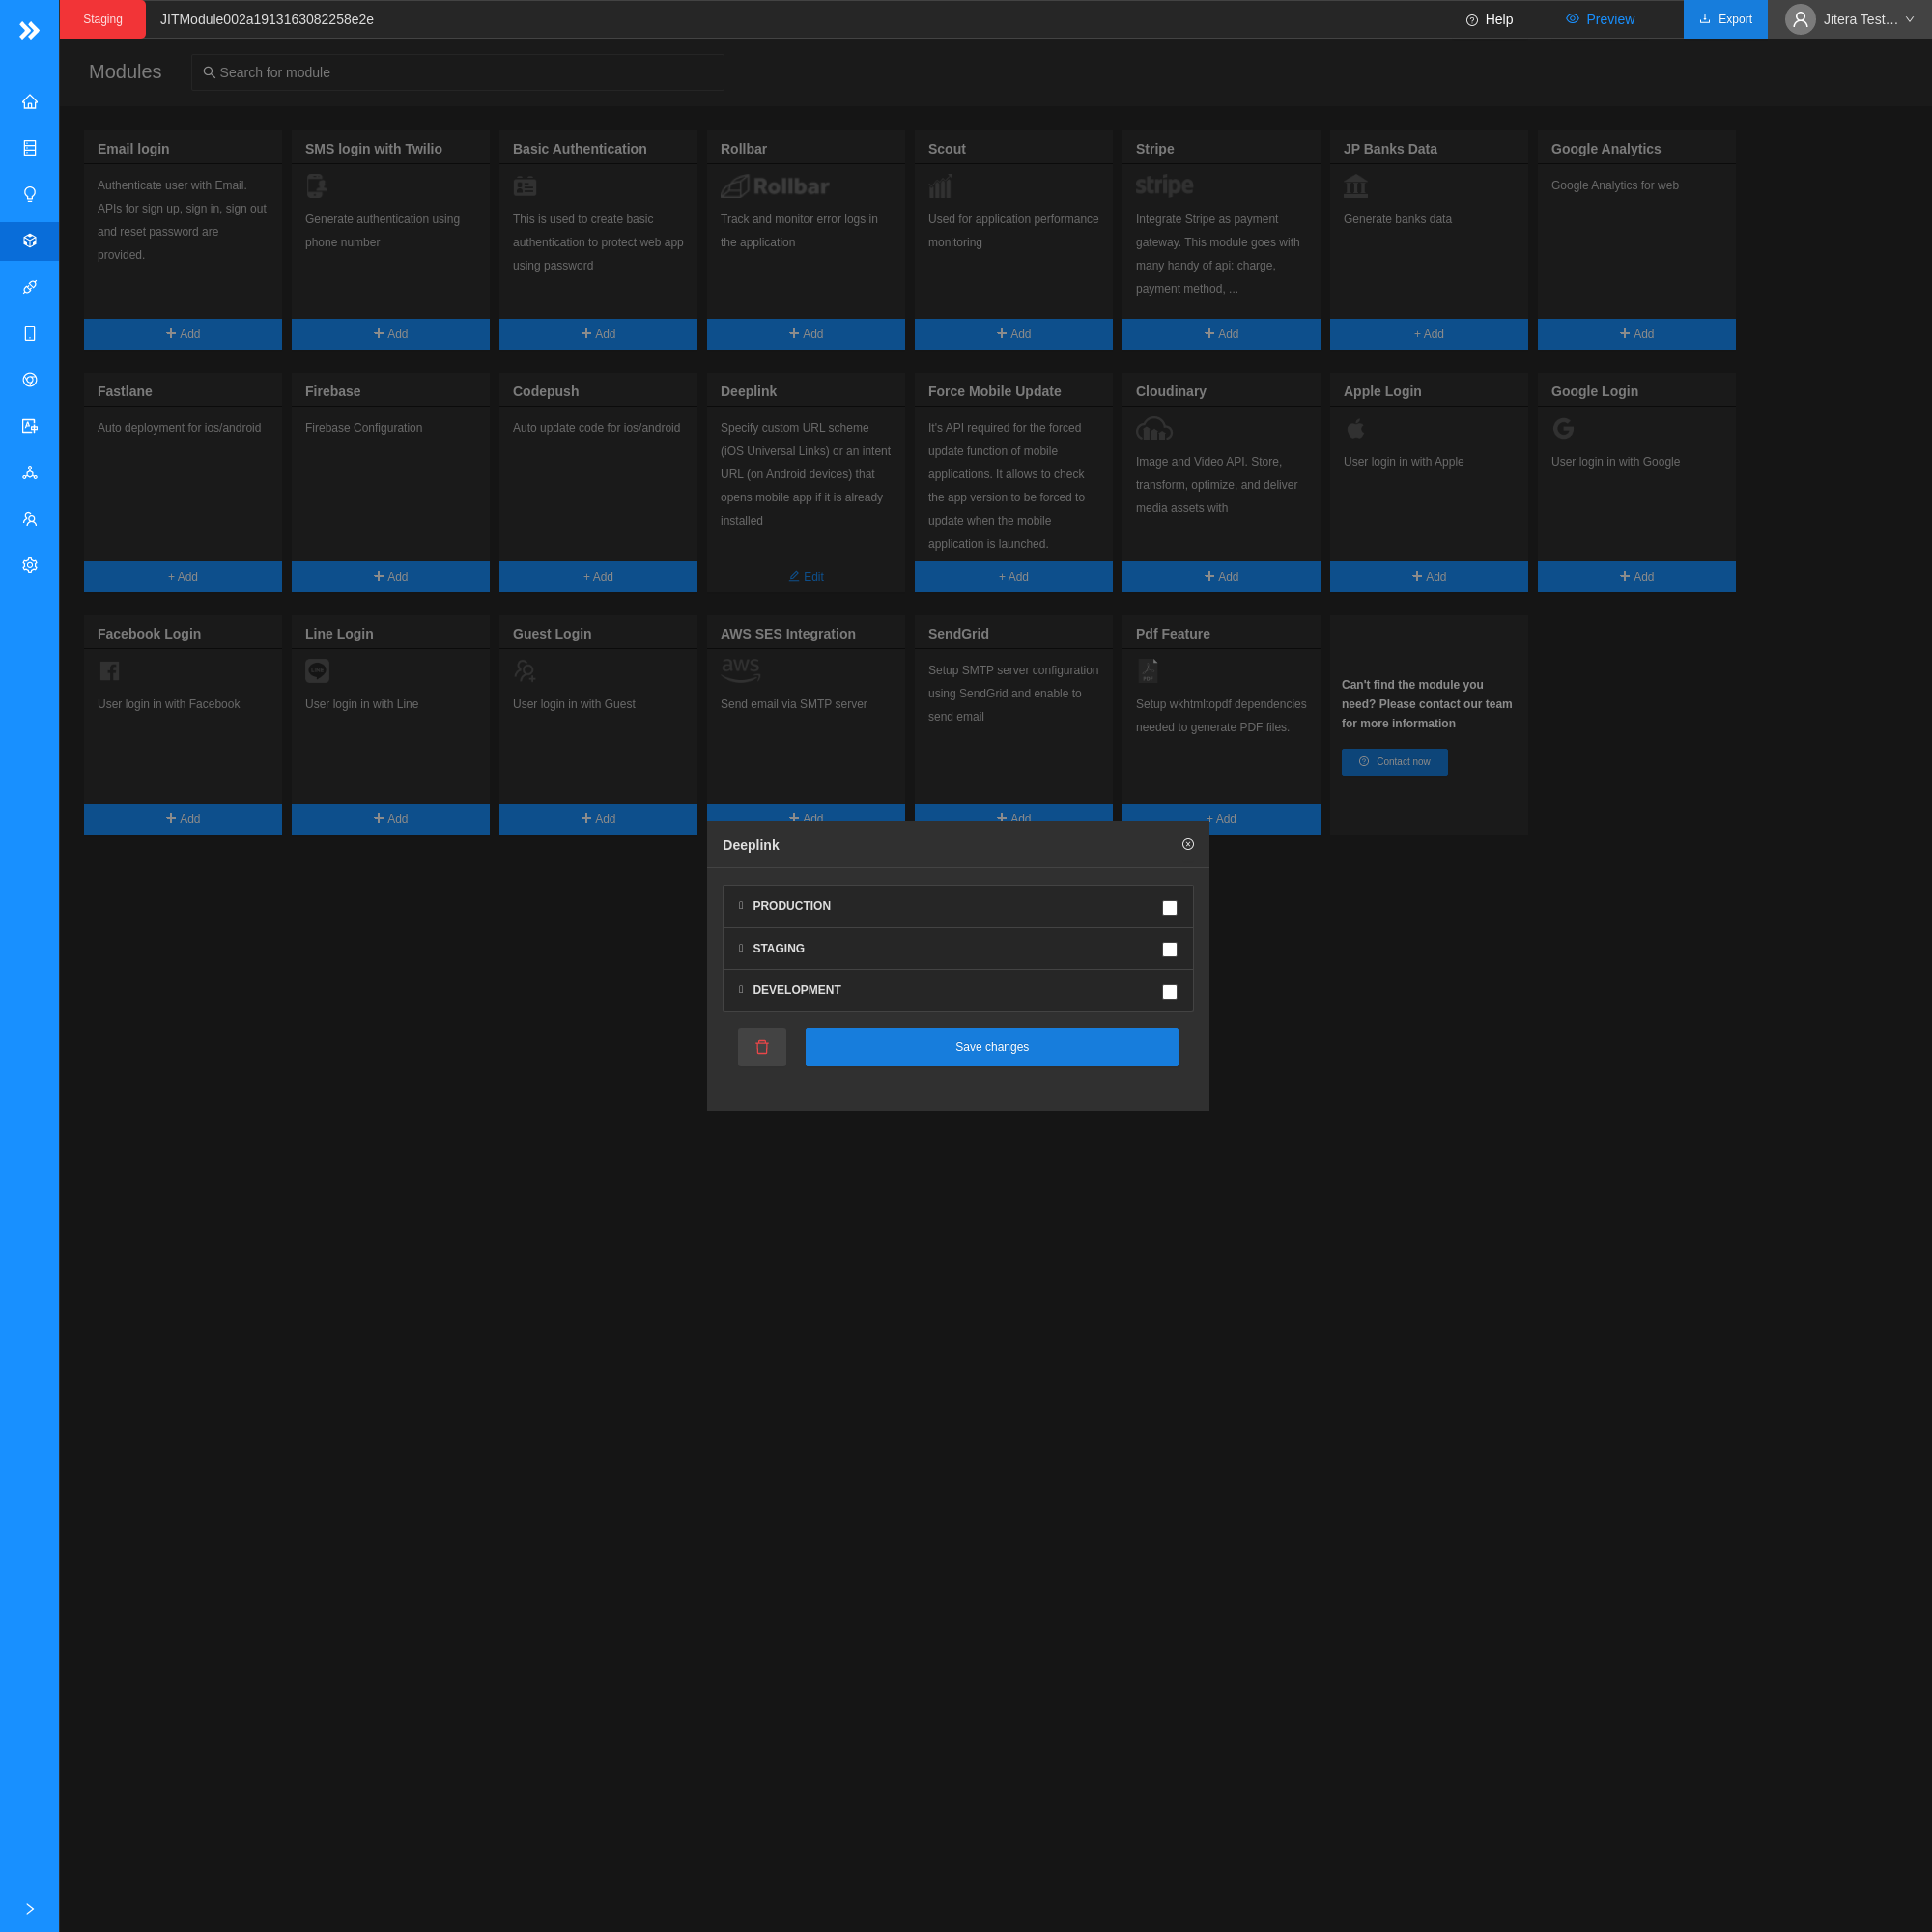 Staging
JITModule002a1913163082258e2e
Help
Preview
Export
Jitera Test…
Modules
Search for module
Email login
Authenticate user with Email.
APIs for sign up, sign in, sign out
and reset password are
provided.
Add
SMS login with Twilio
Generate authentication using
phone number
Add
Basic Authentication
This is used to create basic
authentication to protect web app
using password
Add
Rollbar
Rollbar
Track and monitor error logs in
the application
Add
Scout
Used for application performance
monitoring
Add
Stripe
stripe
Integrate Stripe as payment
gateway. This module goes with
many handy of api: charge,
payment method, ...
Add
JP Banks Data
Generate banks data
+ Add
Google Analytics
Google Analytics for web
Add
Fastlane
Auto deployment for ios/android
+ Add
Firebase
Firebase Configuration
Add
Codepush
Auto update code for ios/android
+ Add
Deeplink
Specify custom URL scheme
(iOS Universal Links) or an intent
URL (on Android devices) that
opens mobile app if it is already
installed
Edit
Force Mobile Update
It's API required for the forced
update function of mobile
applications. It allows to check
the app version to be forced to
update when the mobile
application is launched.
+ Add
Cloudinary
Image and Video API. Store,
transform, optimize, and deliver
media assets with
Add
Apple Login
User login in with Apple
Add
Google Login
User login in with Google
Add
Facebook Login
User login in with Facebook
Add
Line Login
LINE
User login in with Line
Add
Guest Login
User login in with Guest
Add
AWS SES Integration
aws
Send email via SMTP server
Add
SendGrid
Setup SMTP server configuration
using SendGrid and enable to
send email
Add
Pdf Feature
PDF
Setup wkhtmltopdf dependencies
needed to generate PDF files.
+ Add
Can't find the module you
need? Please contact our team
for more information
Contact now
Deeplink
PRODUCTION
STAGING
DEVELOPMENT
Save changes